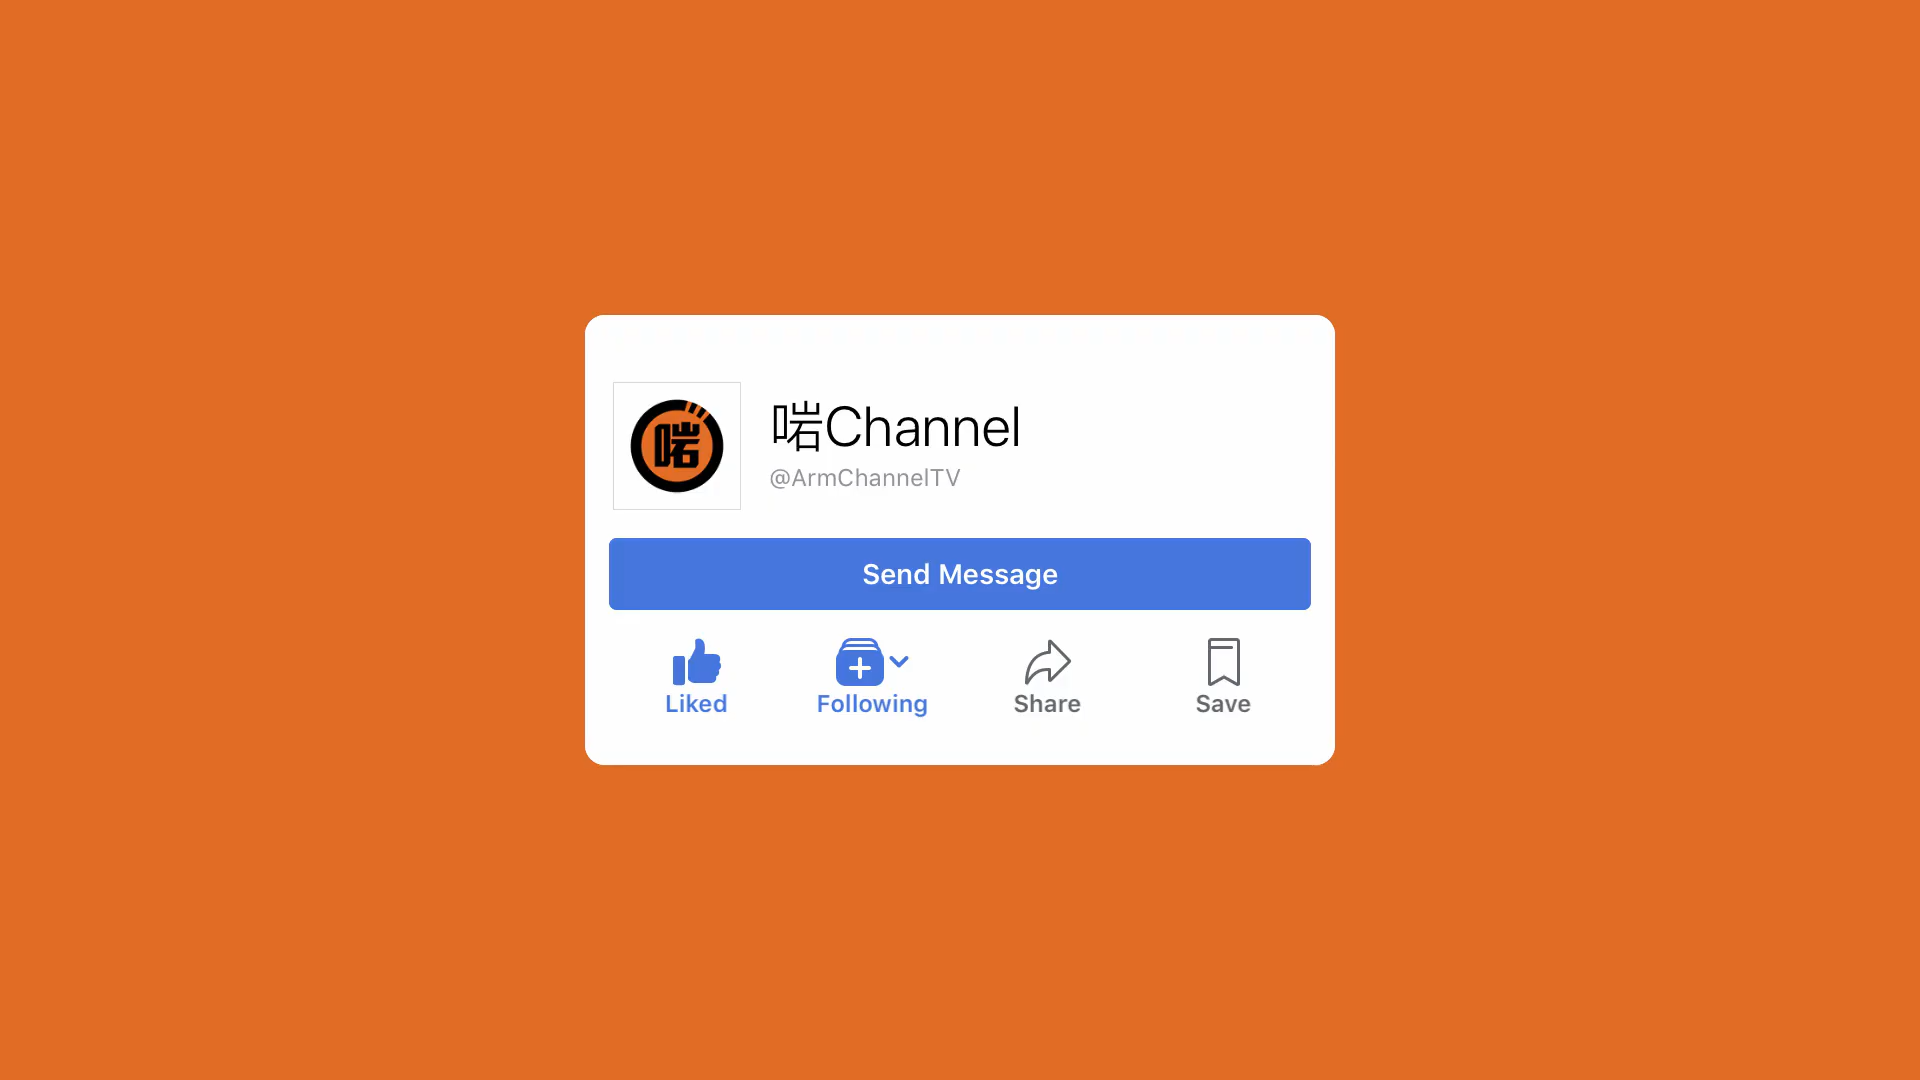 啱Channel
啱
@ArmChannelTV
Send Message
Liked
Following
Share
Save